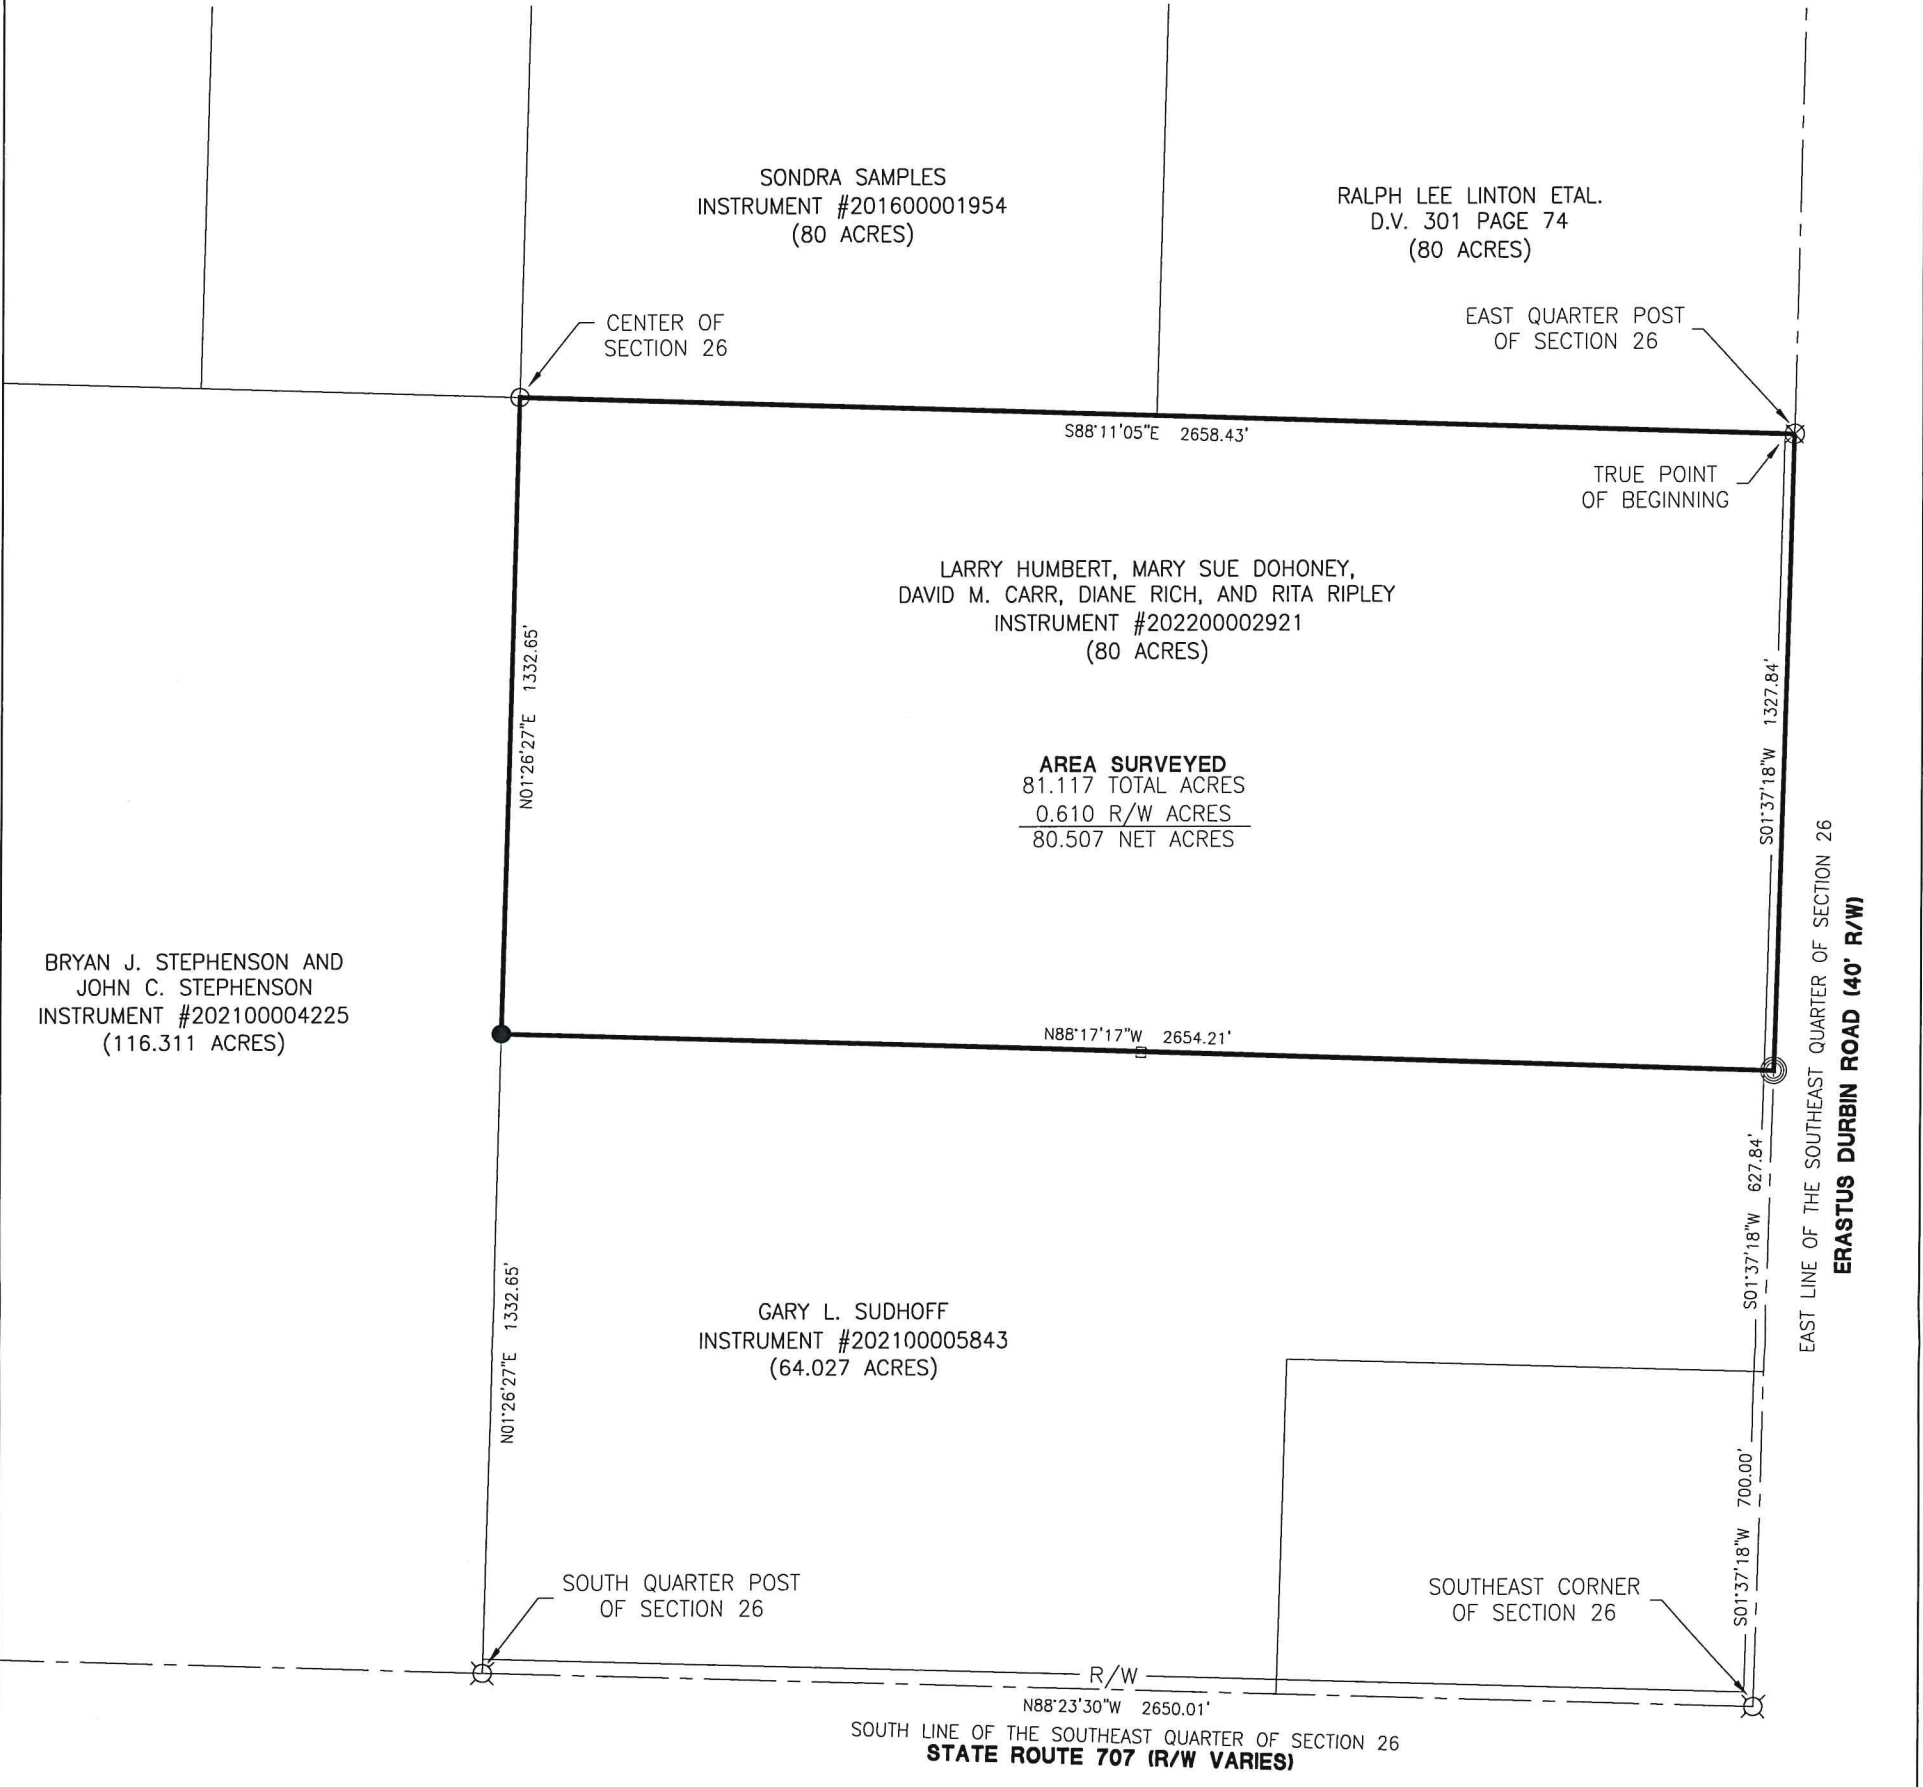 SONDRA SAMPLES
INSTRUMENT #201600001954
(80 ACRES)
RALPH LEE LINTON ETAL.
D.V. 301 PAGE 74
(80 ACRES)
CENTER OF
SECTION 26
EAST QUARTER POST
OF SECTION 26
S88°11'05"E 2658.43'
TRUE POINT
OF BEGINNING
LARRY HUMBERT, MARY SUE DOHONEY,
DAVID M. CARR, DIANE RICH, AND RITA RIPLEY
INSTRUMENT #202200002921
(80 ACRES)
N01°26'27"E 1332.65'
S01°37'18"W 1327.84'
AREA SURVEYED
81.117 TOTAL ACRES
0.610 R/W ACRES
80.507 NET ACRES
BRYAN J. STEPHENSON AND
JOHN C. STEPHENSON
INSTRUMENT #202100004225
(116.311 ACRES)
N88°17'17"W 2654.21'
EAST LINE OF THE SOUTHEAST QUARTER OF SECTION 26
ERASTUS DURBIN ROAD (40' R/W)
S01°37'18"W 627.84'
N01°26'27"E 1332.65'
GARY L. SUDHOFF
INSTRUMENT #202100005843
(64.027 ACRES)
S01°37'18"W 700.00'
SOUTH QUARTER POST
OF SECTION 26
SOUTHEAST CORNER
OF SECTION 26
R/W
N88°23'30"W 2650.01'
SOUTH LINE OF THE SOUTHEAST QUARTER OF SECTION 26
STATE ROUTE 707 (R/W VARIES)